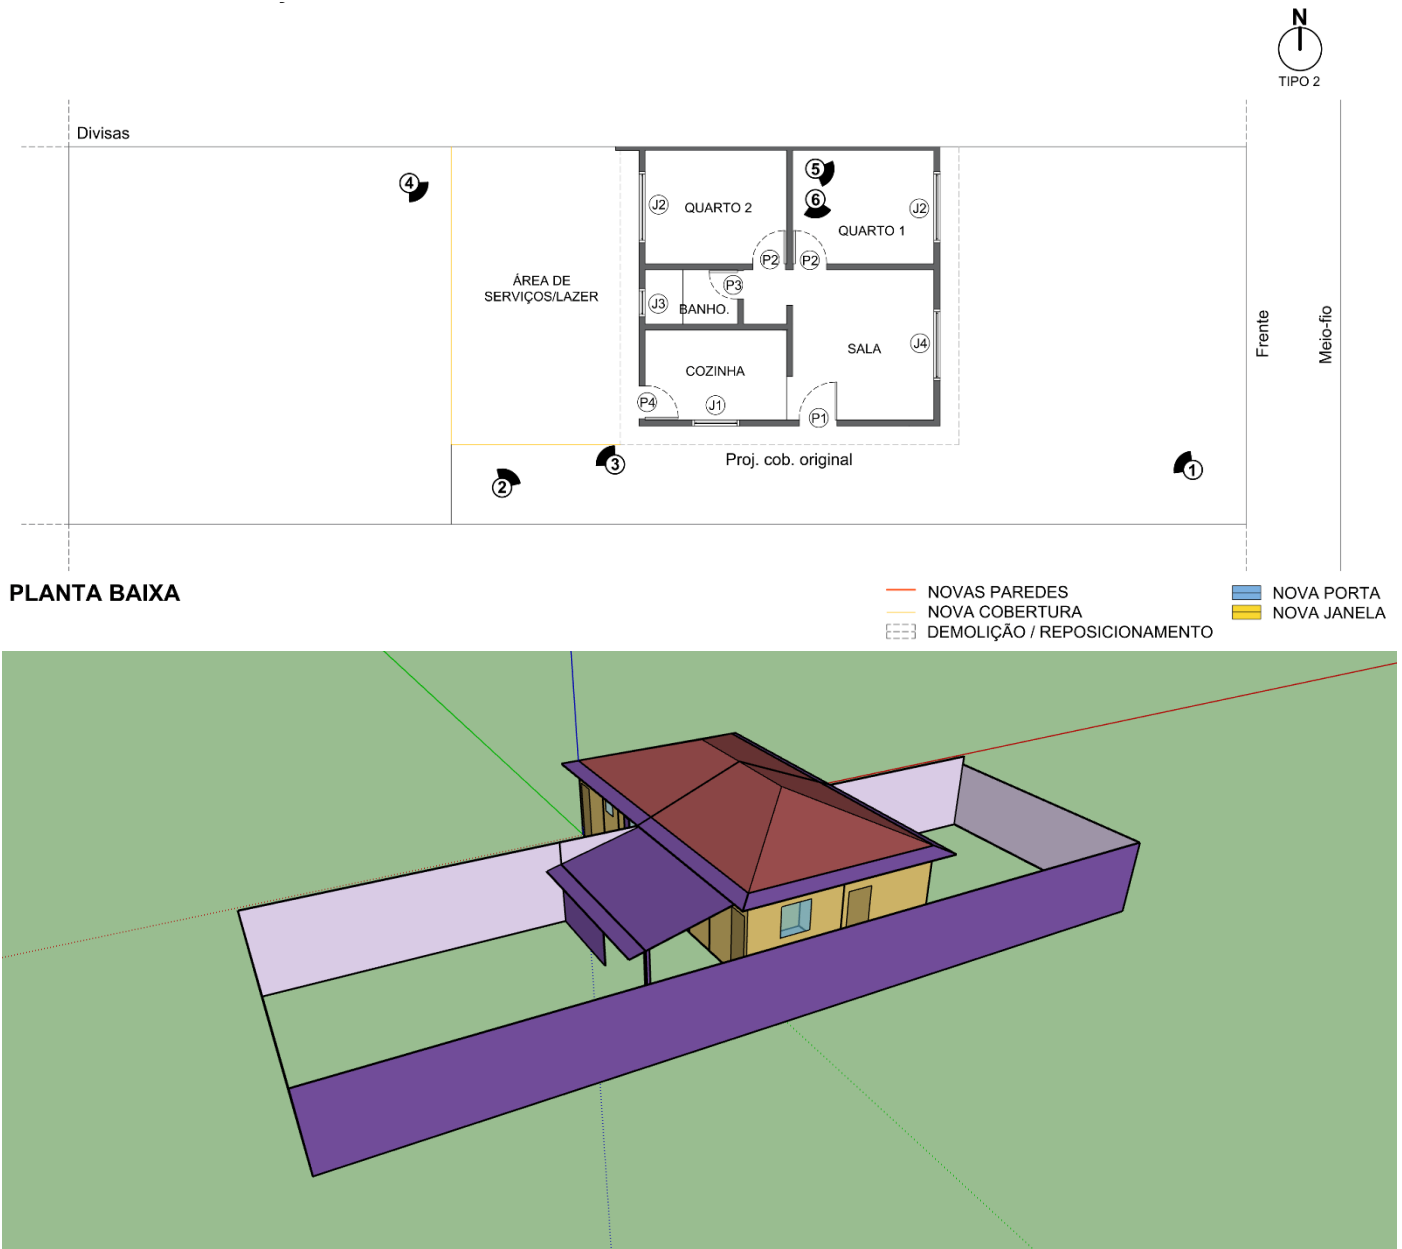 N
TIPO 2
Divisas
4
5
6
J2
QUARTO 2
J2
QUARTO 1
P2
P2
ÁREA DE
SERVIÇOS/LAZER
P3
J3
BANHO.
Frente
Meio-fio
SALA
J4
COZINHA
P4
J1
P1
Proj. cob. original
3
1
2
PLANTA BAIXA
NOVAS PAREDES
NOVA COBERTURA
DEMOLIÇÃO / REPOSICIONAMENTO
NOVA PORTA
NOVA JANELA